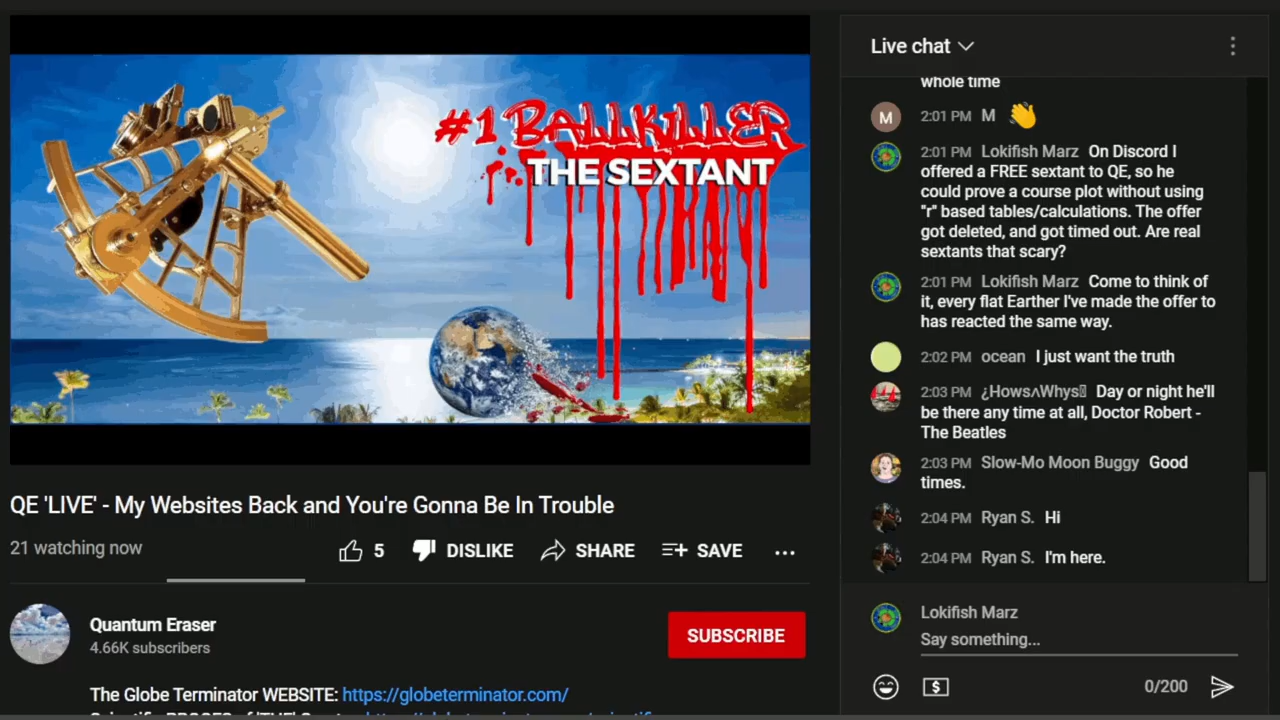 #1 BALLKILLER
THE SEXTANT
QE 'LIVE' - My Websites Back and You're Gonna Be In Trouble
21 watching now
5
DISLIKE
SHARE
SAVE
Quantum Eraser
4.66K subscribers
SUBSCRIBE
The Globe Terminator WEBSITE: https://globeterminator.com/
Live chat
whole time
M
2:01 PM M 👋
2:01 PM Lokifish Marz On Discord I
offered a FREE sextant to QE, so he
could prove a course plot without using
"r" based tables/calculations. The offer
got deleted, and got timed out. Are real
sextants that scary?
2:01 PM Lokifish Marz Come to think of
it, every flat Earther I've made the offer to
has reacted the same way.
2:02 PM ocean I just want the truth
2:03 PM ¿HowsʌWhys Day or night he'll
be there any time at all, Doctor Robert -
The Beatles
2:03 PM Slow-Mo Moon Buggy Good
times.
2:04 PM Ryan S. Hi
2:04 PM Ryan S. I'm here.
Lokifish Marz
Say something...
0/200